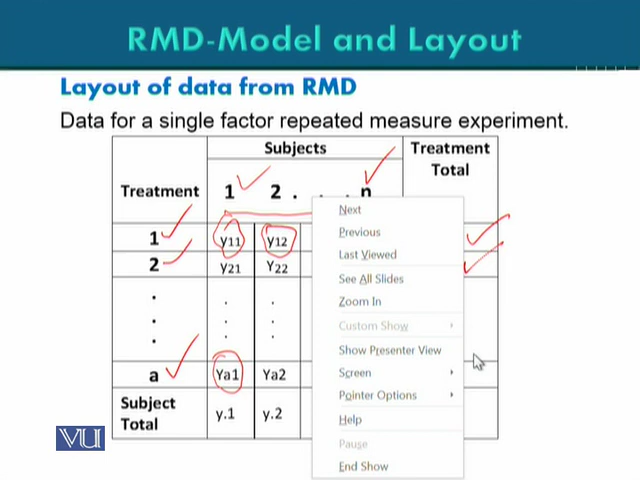 RMD-Model and Layout
Layout of data from RMD
Data for a single factor repeated measure experiment.
Treatment
Subjects
Treatment Total
1 2 . . . n
1 y11 y12
2 y21 Y22
. . .
. . .
. . .
a Ya1 Ya2
Subject Total y.1 y.2
Next
Previous
Last Viewed
See All Slides
Zoom In
Custom Show
Show Presenter View
Screen
Pointer Options
Help
Pause
End Show
VU